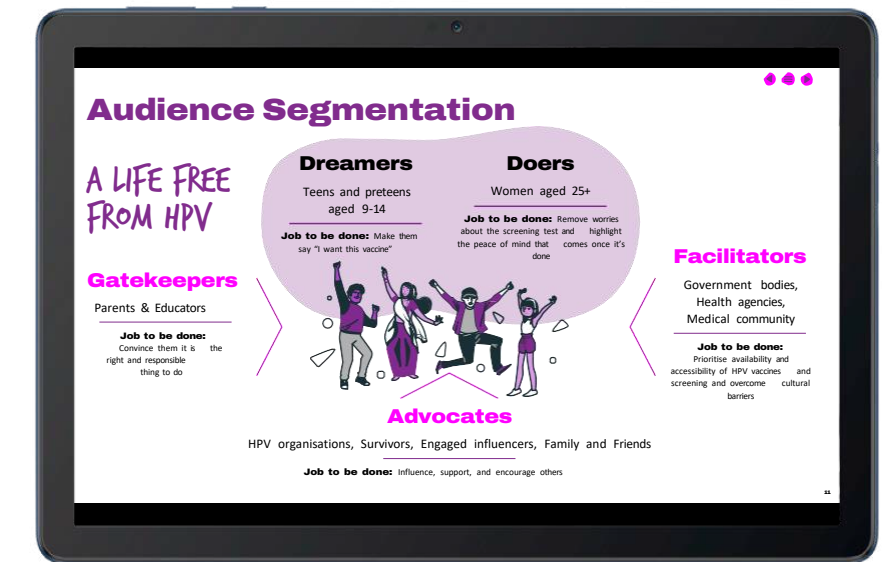 Audience Segmentation
A LIFE FREE
FROM HPV
Dreamers
Teens and preteens
aged 9-14
Job to be done: Make them
say “I want this vaccine”
Doers
Women aged 25+
Job to be done: Remove worries
about the screening test and highlight
the peace of mind that comes once it’s
done
Gatekeepers
Parents & Educators
Job to be done:
Convince them it is the
right and responsible
thing to do
Facilitators
Government bodies,
Health agencies,
Medical community
Job to be done:
Prioritise availability and
accessibility of HPV vaccines and
screening and overcome cultural
barriers
Advocates
HPV organisations, Survivors, Engaged influencers, Family and Friends
Job to be done: Influence, support, and encourage others
11